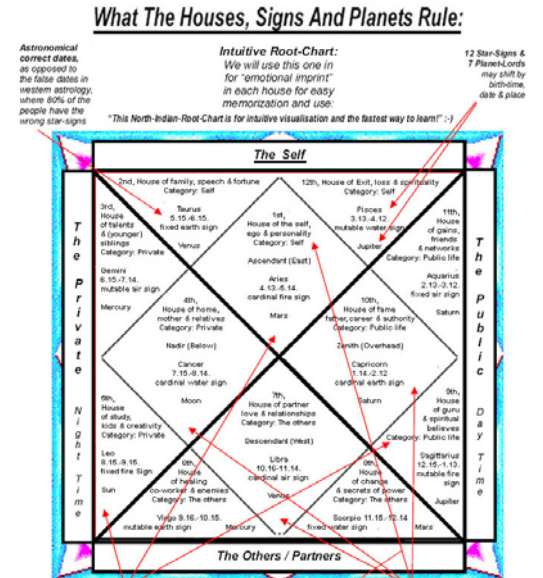 What The Houses, Signs And Planets Rule:
Astronomical
correct dates,
as opposed to
the false dates in
western astrology,
where 80% of the
people have the
wrong star-signs
Intuitive Root-Chart:
We will use this one in
for "emotional imprint"
in each house for easy
memorization and use:
12 Star-Signs &
7 Planet-Lords
may shift by
birth-time,
date & place
"This North-Indian-Root-Chart is for intuitive visualisation and the fastest way to learn!" :-)
The Self
2nd, House of family, speech & fortune
Category: Self
Taurus
5.15.-6.15.
fixed earth sign
Venus
12th, House of Exit, loss & spirituality
Category: Self
Pisces
3.13.-4.12.
mutable water sign
Jupiter
1st,
House of the self,
ego & personality
Category: Self
Ascendant (East)
Aries
4.13.-5.14.
cardinal fire sign
Mars
3rd,
House
of talents
& (younger)
siblings
Category: Private
Gemini
6.15.-7.14.
mutable air sign
Mercury
11th,
House
of gains,
friends
& networks
Category: Public life
Aquarius
2.13.-3.12.
fixed air sign
Saturn
4th,
House of home,
mother & relatives
Category: Private
Nadir (Below)
Cancer
7.15.-8.14.
cardinal water sign
Moon
10th,
House of fame
father, career & authority
Category: Public life
Zenith (Overhead)
Capricorn
1.14.-2.12
cardinal earth sign
Saturn
The Private
Night Time
The Public
Day Time
7th,
House of partner
love & relationships
Category: The others
Descendant (West)
Libra
10.16-11.14.
cardinal air sign
Venus
House
of study,
kids & creativity
Category: Private
Leo
8.15.-9.15.
fixed fire Sign
Sun
9th,
House
of guru
& spiritual
believes
Category: Public life
Sagittarius
12.15.-1.13.
mutable fire
sign
Jupiter
House
of healing
co-worker & enemies
Category: The others
Virgo 9.16.-10.15.
mutable earth sign
Mercury
House
of change
& secrets of power
Category: The others
Scorpio 11.15.-12.14
fixed water sign
Mars
The Others / Partners